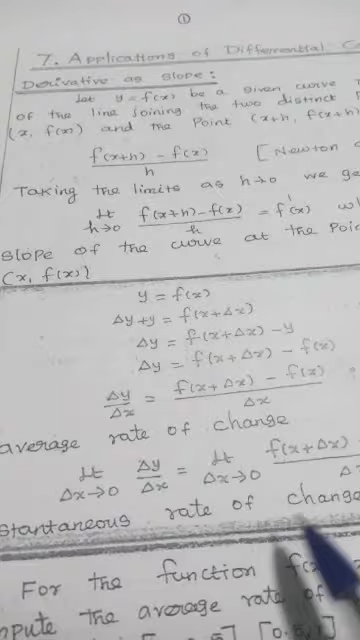 ①
7. Applications of Differential
Derivative as slope:
Let y = f(x) be a given curve
of the line joining the two distinct
(x, f(x)) and the point (x+h, f(x+h)
f(x+h) - f(x)
h
[Newton
Taking the limits as h→0 we
lt h→0 f(x+h) - f(x) / h = f'(x)
slope of the curve at the
(x, f(x)}
y = f(x)
Δy + y = f(x+Δx)
Δy = f(x+Δx) - y
Δy = f(x+Δx) - f(x)
Δy/Δx = f(x+Δx) - f(x) / Δx
average rate of change
lt Δx→0 Δy/Δx = lt Δx→0 f(x+Δx)
stantaneous rate of change
For the function
the average rate of